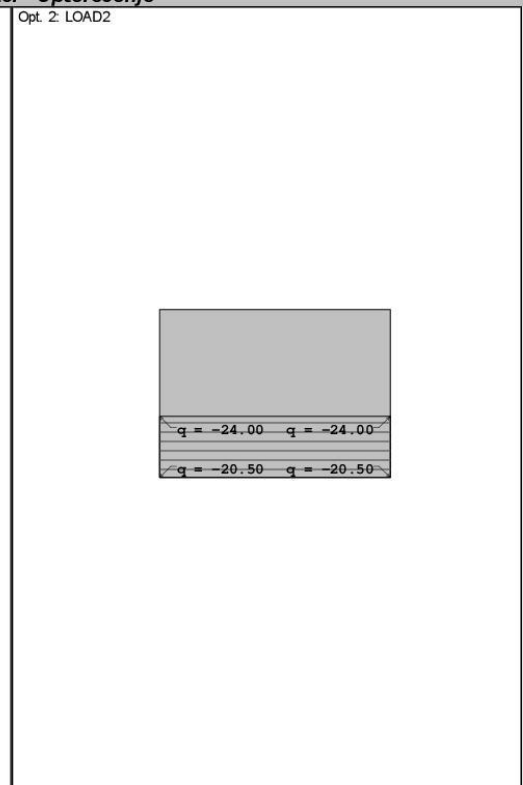 Opt. 2: LOAD2
q = -24.00 q = -24.00
q = -20.50 q = -20.50